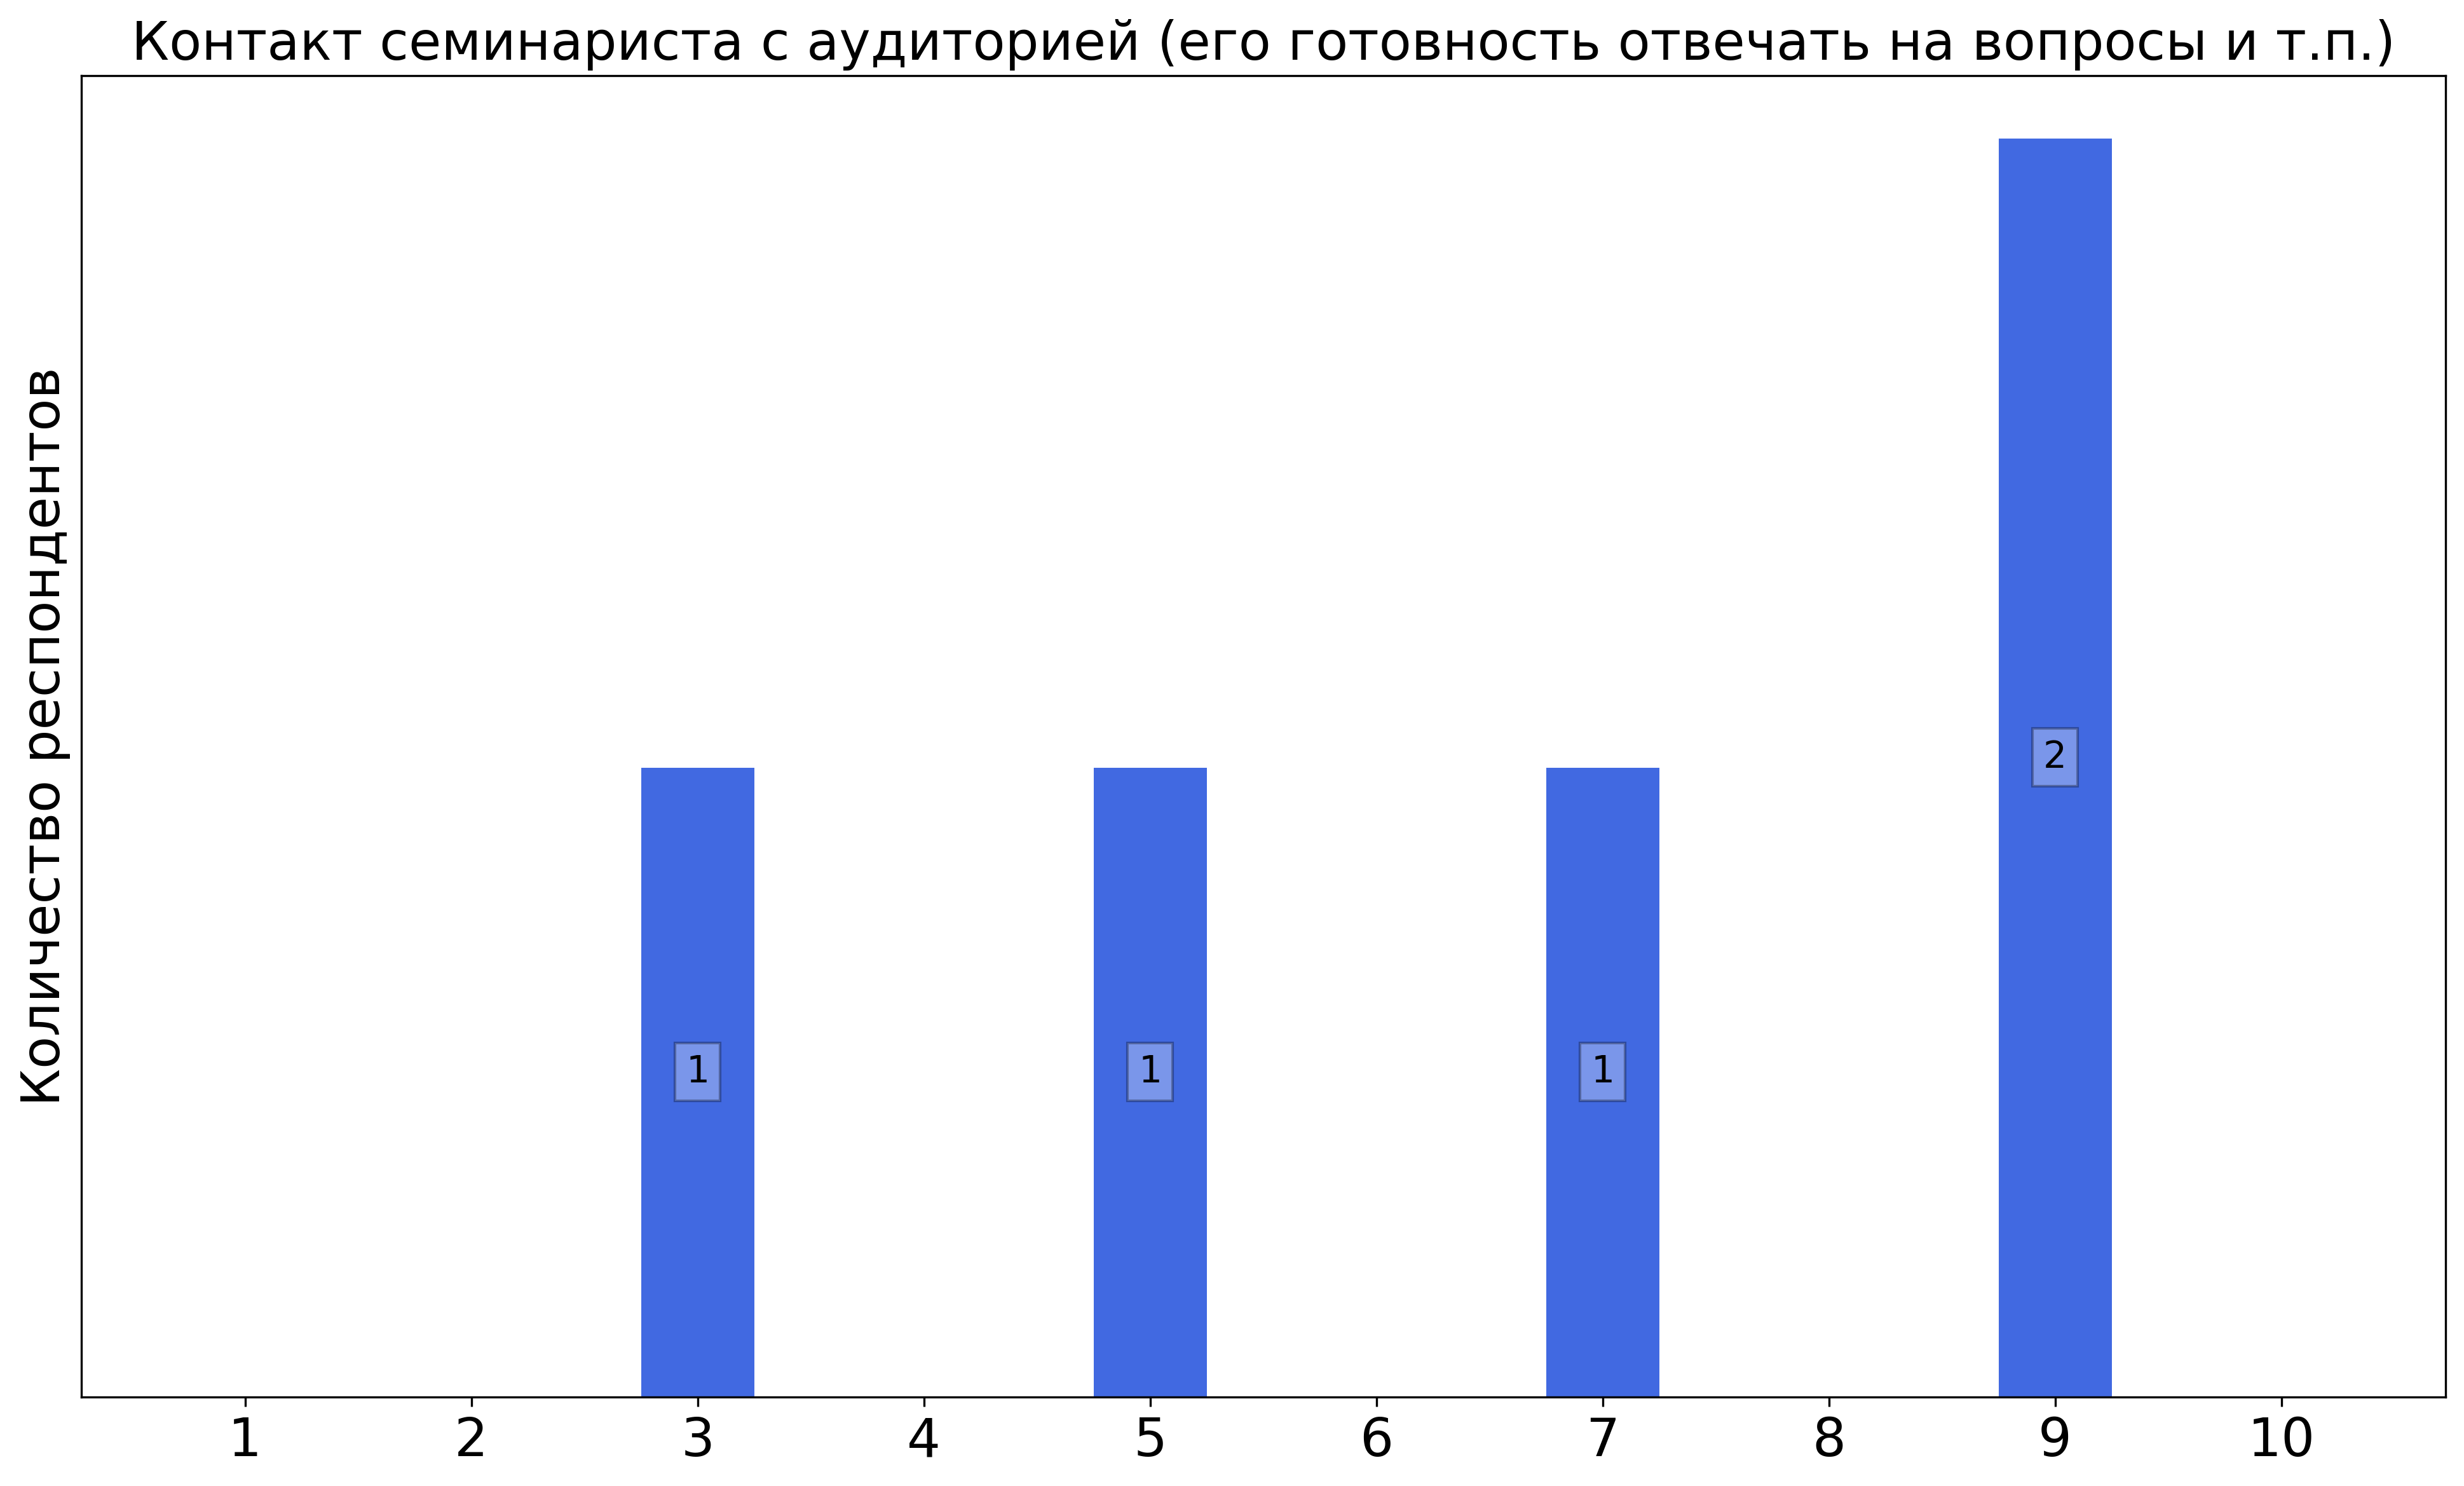 Контакт семинариста с аудиторией (его готовность отвечать на вопросы и т.п.)
Количество респондентов
2
1 1 1
1 2 3 4 5 6 7 8 9 10